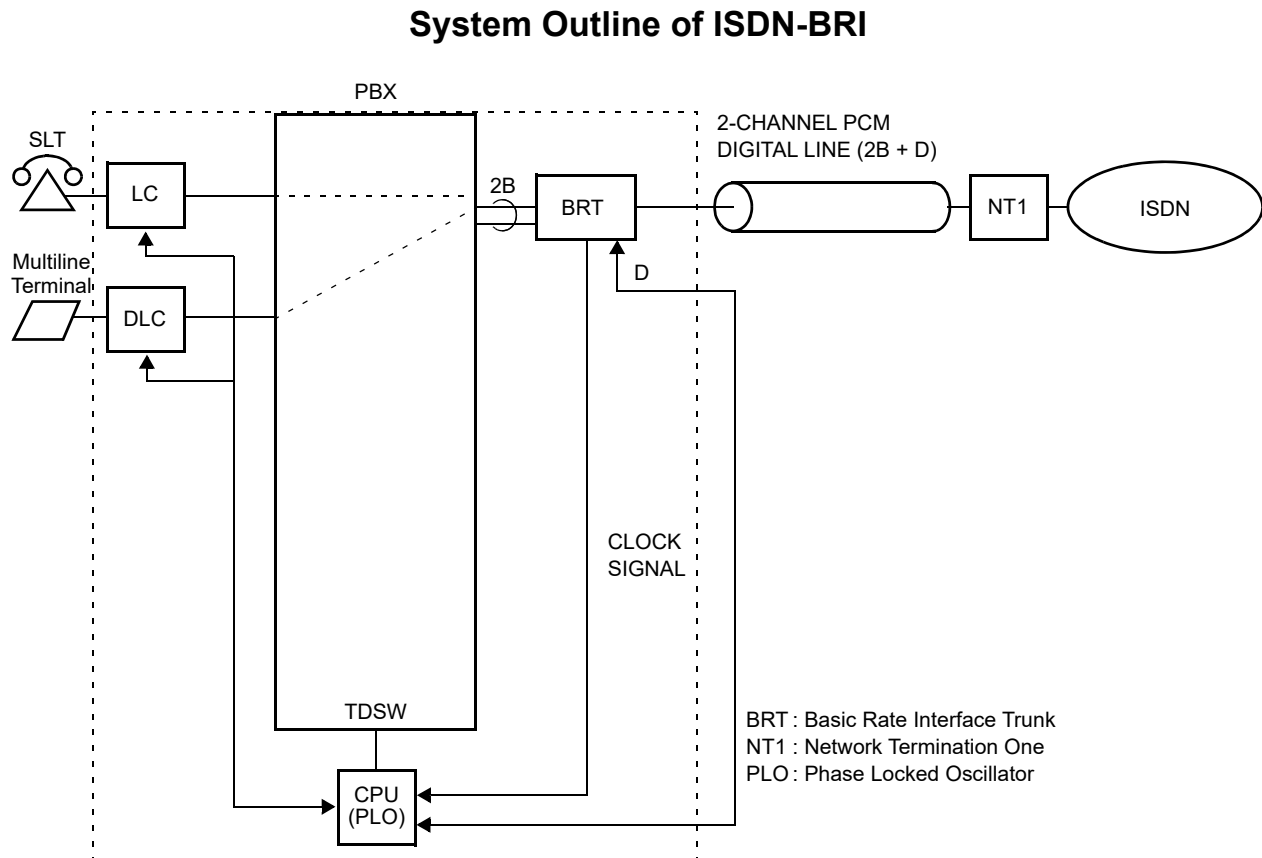 System Outline of ISDN-BRI
PBX
2-CHANNEL PCM
DIGITAL LINE (2B + D)
SLT
LC
2B
BRT
NT1
ISDN
Multiline
Terminal
D
DLC
CLOCK
SIGNAL
TDSW
BRT : Basic Rate Interface Trunk
NT1 : Network Termination One
PLO : Phase Locked Oscillator
CPU
(PLO)